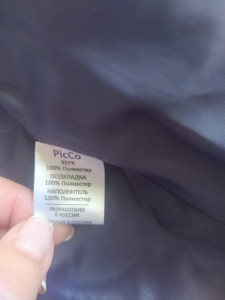 PicCo
ВЕРХ
100% Полиэстер
ПОДКЛАДКА
100% Полиэстер
НАПОЛНИТЕЛЬ
100% Полиэстер
РАЗРАБОТАНО
В РОССИИ